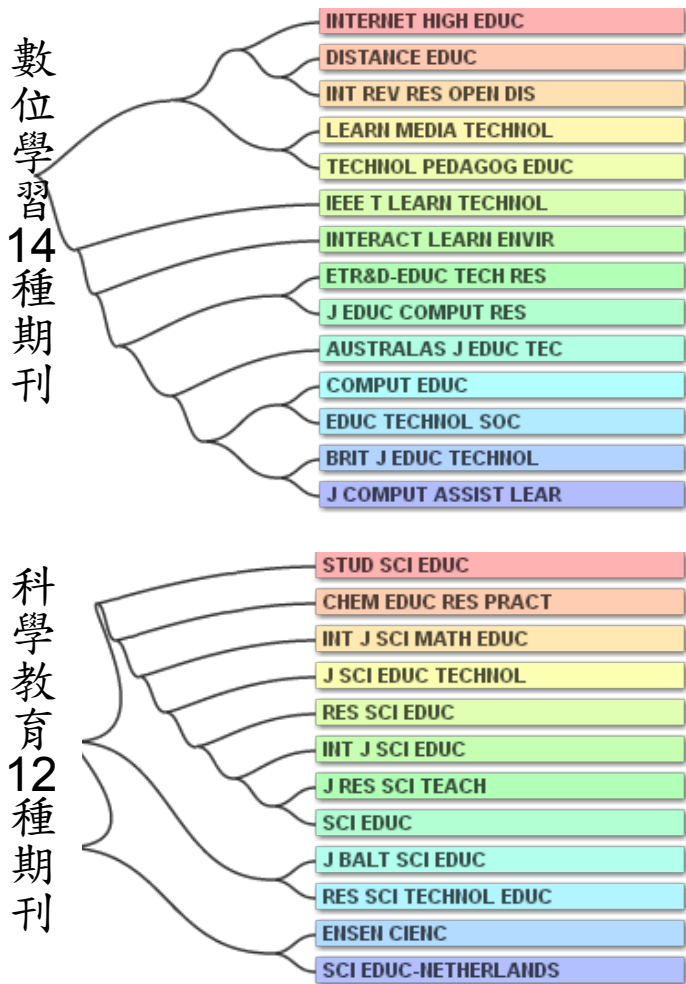 數位學習14種期刊
INTERNET HIGH EDUC
DISTANCE EDUC
INT REV RES OPEN DIS
LEARN MEDIA TECHNOL
TECHNOL PEDAGOG EDUC
IEEE T LEARN TECHNOL
INTERACT LEARN ENVIR
ETR&D-EDUC TECH RES
J EDUC COMPUT RES
AUSTRALAS J EDUC TEC
COMPUT EDUC
EDUC TECHNOL SOC
BRIT J EDUC TECHNOL
J COMPUT ASSIST LEAR
科學教育12種期刊
STUD SCI EDUC
CHEM EDUC RES PRACT
INT J SCI MATH EDUC
J SCI EDUC TECHNOL
RES SCI EDUC
INT J SCI EDUC
J RES SCI TEACH
SCI EDUC
J BALT SCI EDUC
RES SCI TECHNOL EDUC
ENSEN CIENC
SCI EDUC-NETHERLANDS